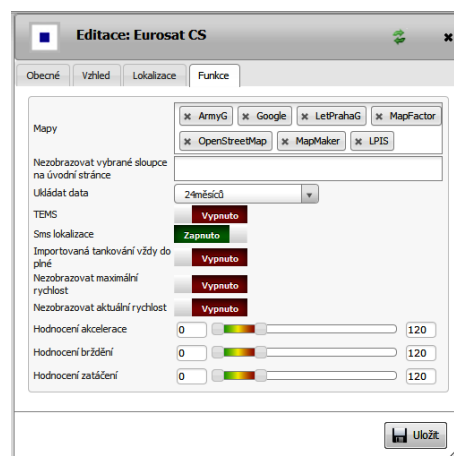 Editace: Eurosat CS
Obecné Vzhled Lokalizace Funkce
Mapy
ArmyG Google LetPrahaG MapFactor
OpenStreetMap MapMaker LPIS
Nezobrazovat vybrané sloupce
na úvodní stránce
Ukládat data 24měsíců
TEMS Vypnuto
Sms lokalizace Zapnuto
Importovaná tankování vždy do
plné Vypnuto
Nezobrazovat maximální
rychlost Vypnuto
Nezobrazovat aktuální rychlost Vypnuto
Hodnocení akcelerace 0 120
Hodnocení brždění 0 120
Hodnocení zatáčení 0 120
Uložit